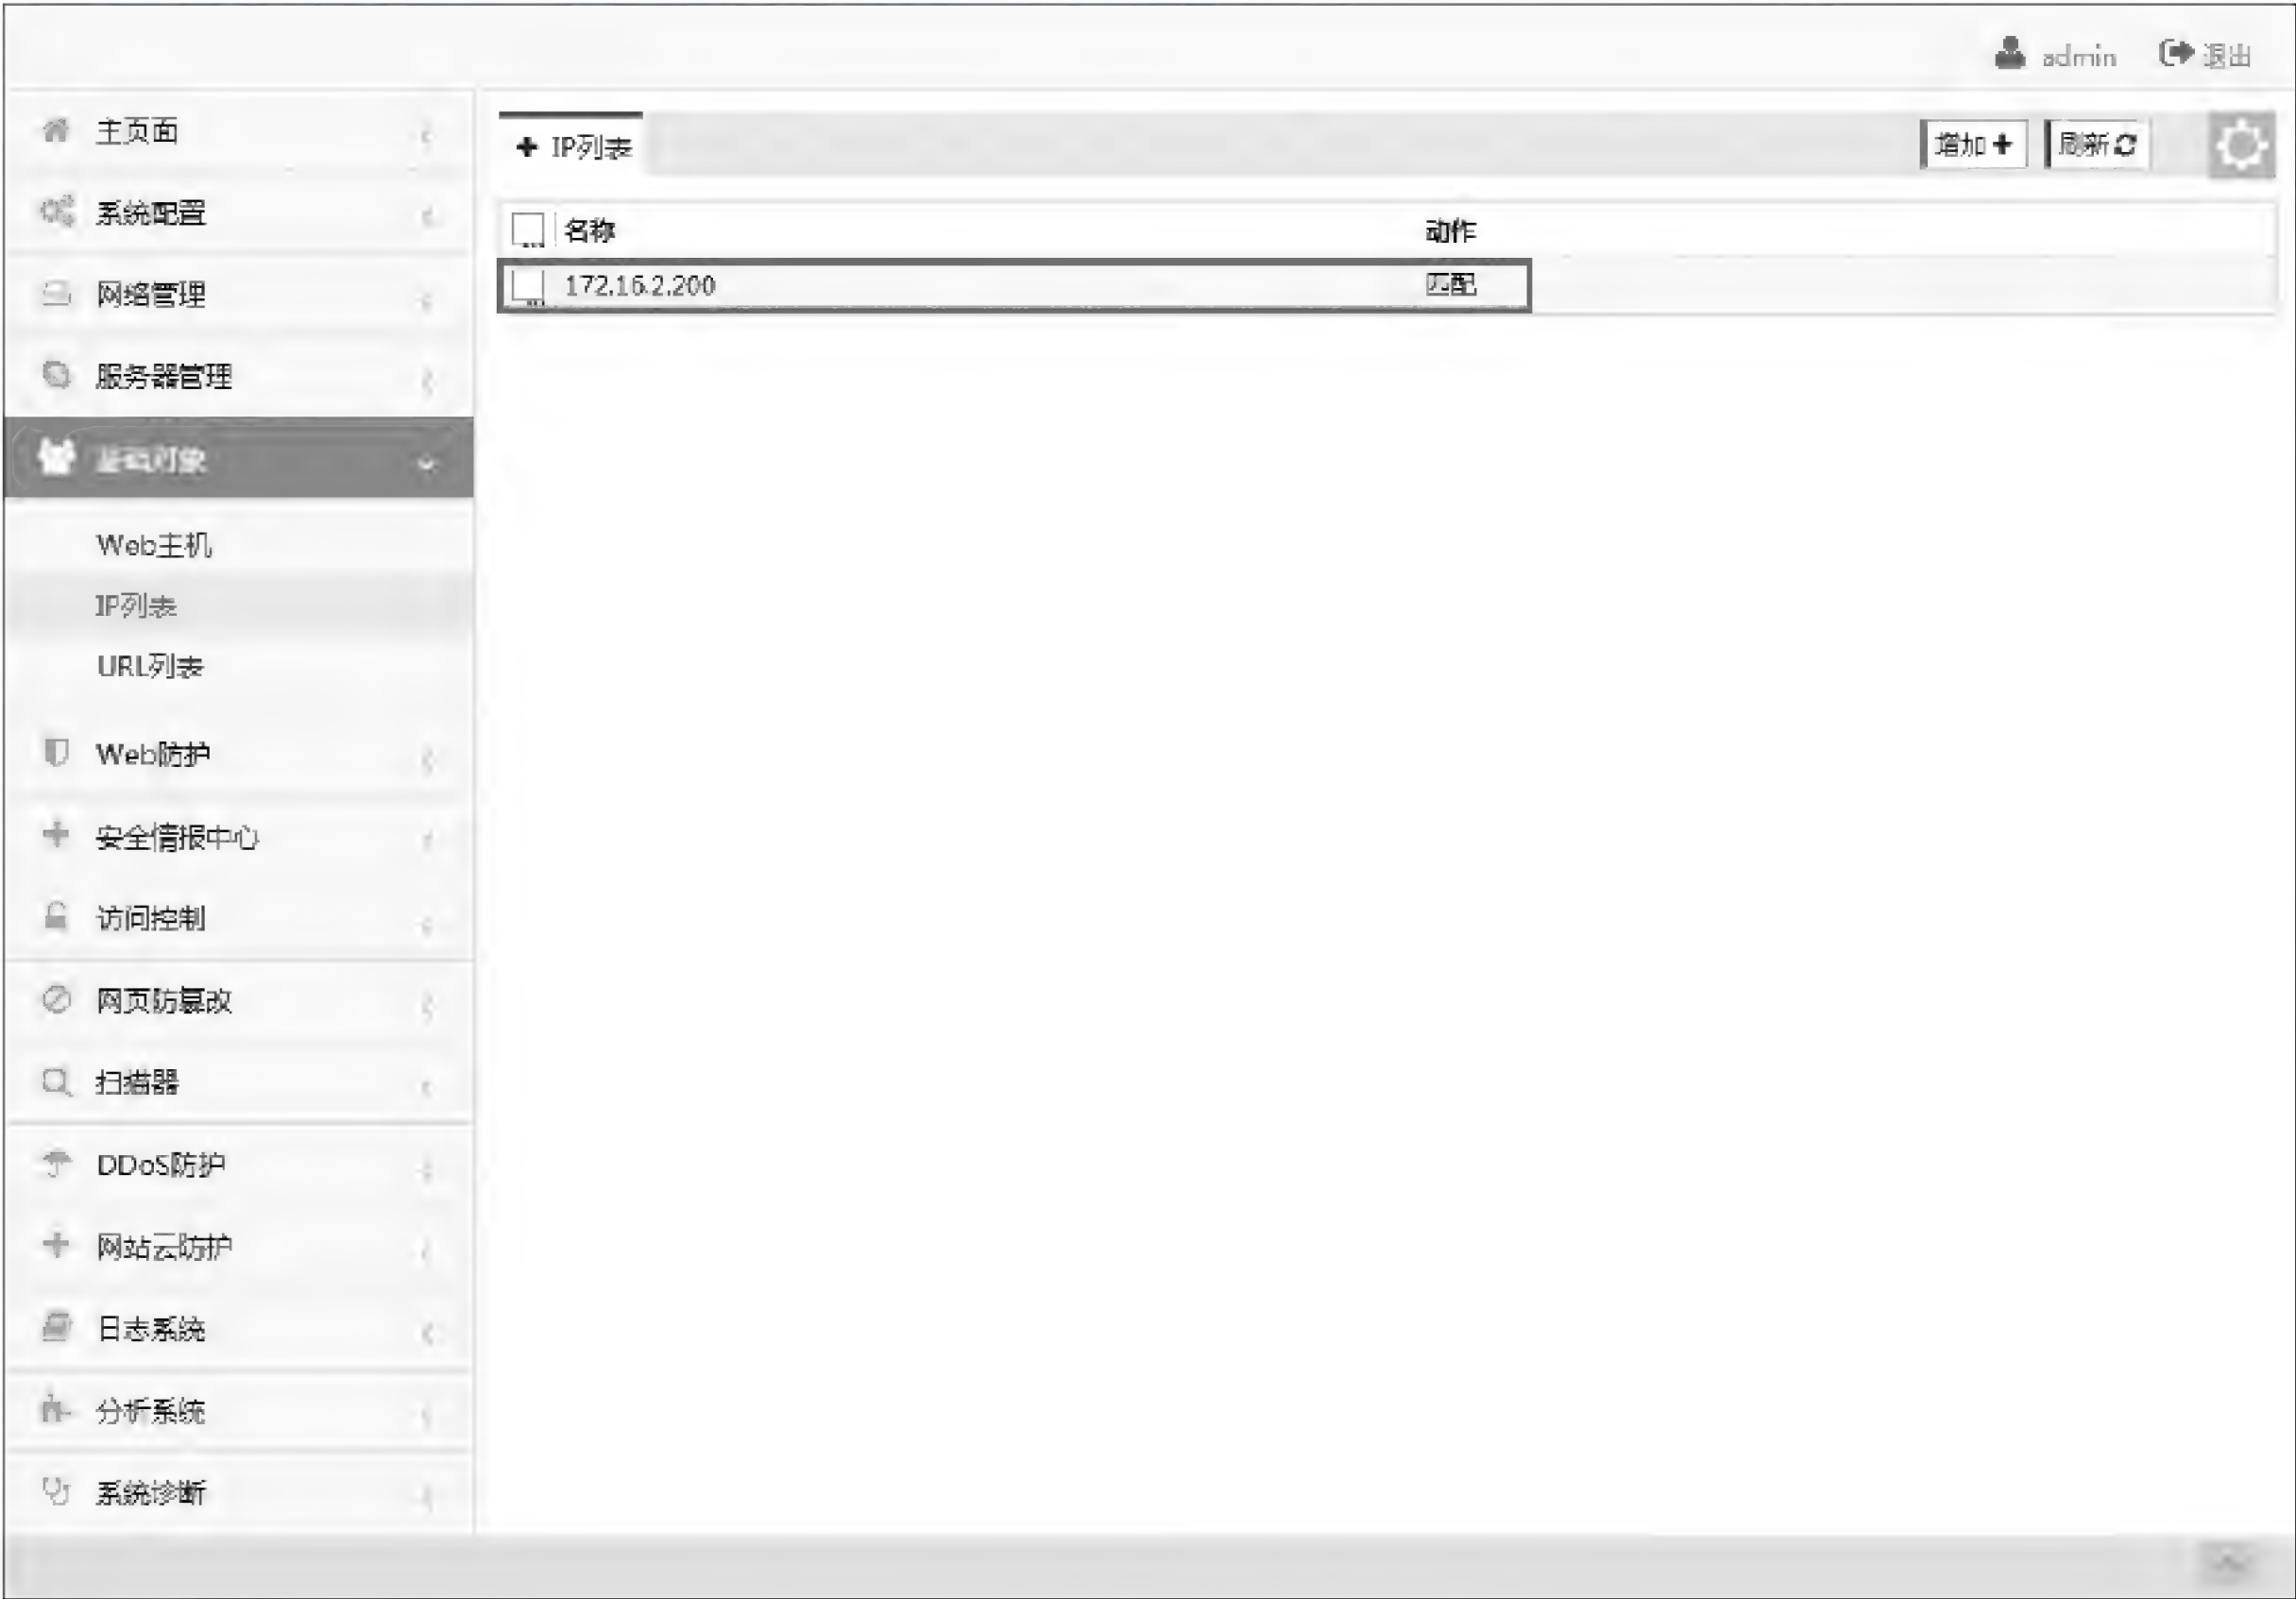 admin 退出
主页面
系统配置
网络管理
服务器管理
基础对象
Web主机
IP列表
URL列表
Web防护
安全情报中心
访问控制
网页防篡改
扫描器
DDoS防护
网站云防护
日志系统
分析系统
系统诊断
IP列表
增加 刷新
名称 动作
172.16.2.200 匹配